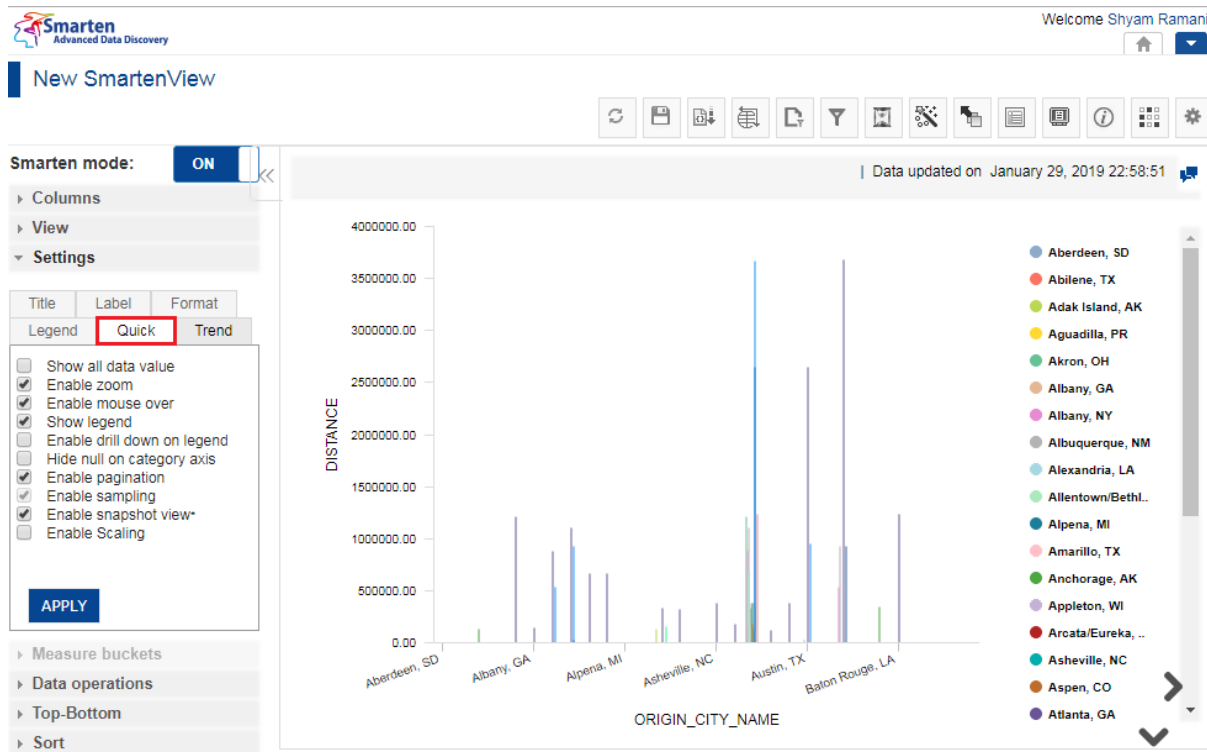 Smarten
Advanced Data Discovery
Welcome Shyam Ramani
New SmartenView
Smarten mode: ON
| Data updated on January 29, 2019 22:58:51
Columns
View
Settings
Title Label Format
Legend Quick Trend
Show all data value
Enable zoom
Enable mouse over
Show legend
Enable drill down on legend
Hide null on category axis
Enable pagination
Enable sampling
Enable snapshot view*
Enable Scaling
APPLY
Measure buckets
Data operations
Top-Bottom
Sort
4000000.00
3500000.00
3000000.00
2500000.00
2000000.00
1500000.00
1000000.00
500000.00
0.00
DISTANCE
Aberdeen, SD
Albany, GA
Alpena, MI
Asheville, NC
Austin, TX
Baton Rouge, LA
ORIGIN_CITY_NAME
Aberdeen, SD
Abilene, TX
Adak Island, AK
Aguadilla, PR
Akron, OH
Albany, GA
Albany, NY
Albuquerque, NM
Alexandria, LA
Allentown/Bethl..
Alpena, MI
Amarillo, TX
Anchorage, AK
Appleton, WI
Arcata/Eureka, ..
Asheville, NC
Aspen, CO
Atlanta, GA